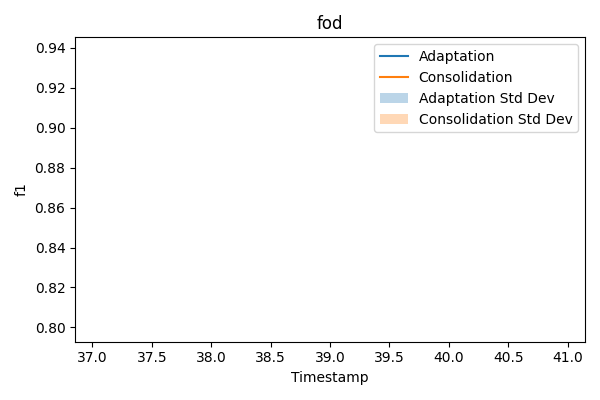 fod
Adaptation
Consolidation
Adaptation Std Dev
Consolidation Std Dev
f1
0.94
0.92
0.90
0.88
0.86
0.84
0.82
0.80
37.0 37.5 38.0 38.5 39.0 39.5 40.0 40.5 41.0
Timestamp